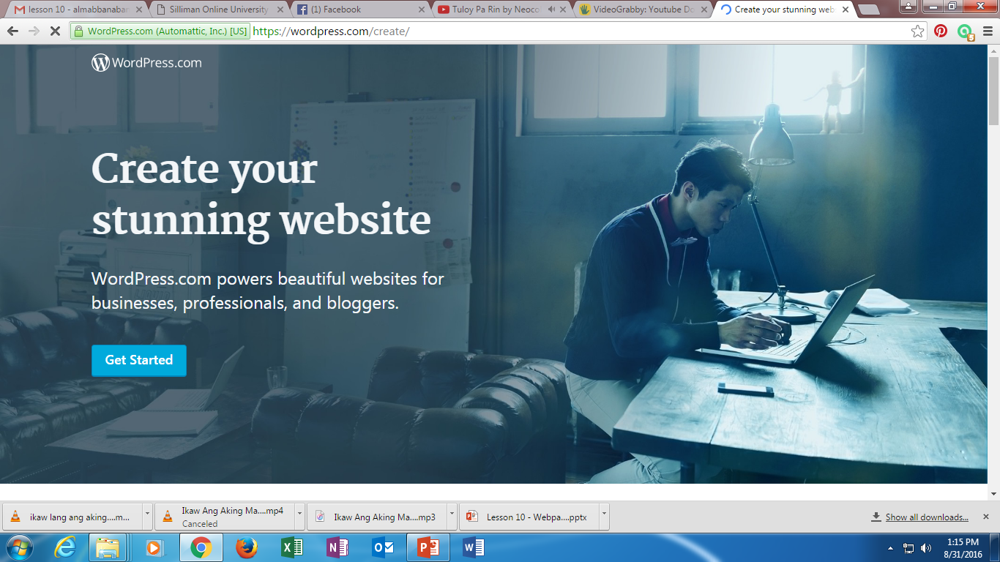 lesson 10 - almabbanaban
Silliman Online University
(1) Facebook
Tuloy Pa Rin by Neoco
VideoGrabby: Youtube Do
Create your stunning web
WordPress.com (Automattic, Inc.) [US]
https://wordpress.com/create/
WordPress.com
Create your
stunning website
WordPress.com powers beautiful websites for
businesses, professionals, and bloggers.
Get Started
ikaw lang ang aking....m...
Ikaw Ang Aking Ma....mp4
Canceled
Ikaw Ang Aking Ma....mp3
Lesson 10 - Webpa....pptx
Show all downloads...
1:15 PM
8/31/2016